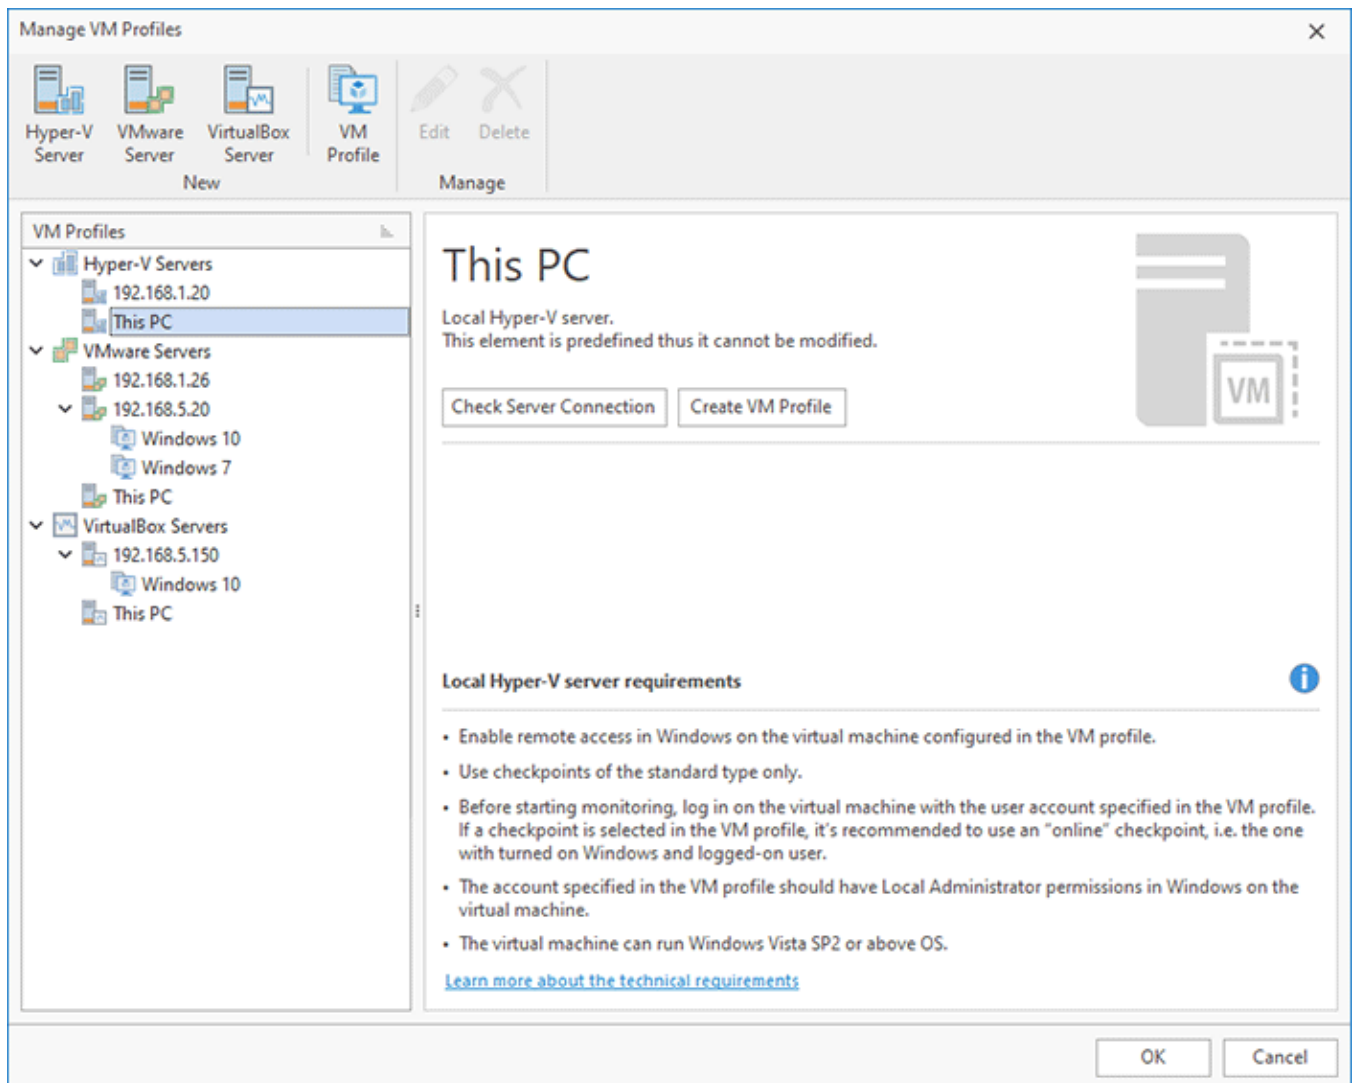 Manage VM Profiles
Hyper-V
Server
VMware
Server
VirtualBox
Server
VM
Profile
Edit
Delete
New
Manage
VM Profiles
Hyper-V Servers
192.168.1.20
This PC
VMware Servers
192.168.1.26
192.168.5.20
Windows 10
Windows 7
This PC
VirtualBox Servers
192.168.5.150
Windows 10
This PC
This PC
Local Hyper-V server.
This element is predefined thus it cannot be modified.
Check Server Connection
Create VM Profile
VM
Local Hyper-V server requirements
• Enable remote access in Windows on the virtual machine configured in the VM profile.
• Use checkpoints of the standard type only.
• Before starting monitoring, log in on the virtual machine with the user account specified in the VM profile.
If a checkpoint is selected in the VM profile, it's recommended to use an "online" checkpoint, i.e. the one
with turned on Windows and logged-on user.
• The account specified in the VM profile should have Local Administrator permissions in Windows on the
virtual machine.
• The virtual machine can run Windows Vista SP2 or above OS.
Learn more about the technical requirements
OK
Cancel